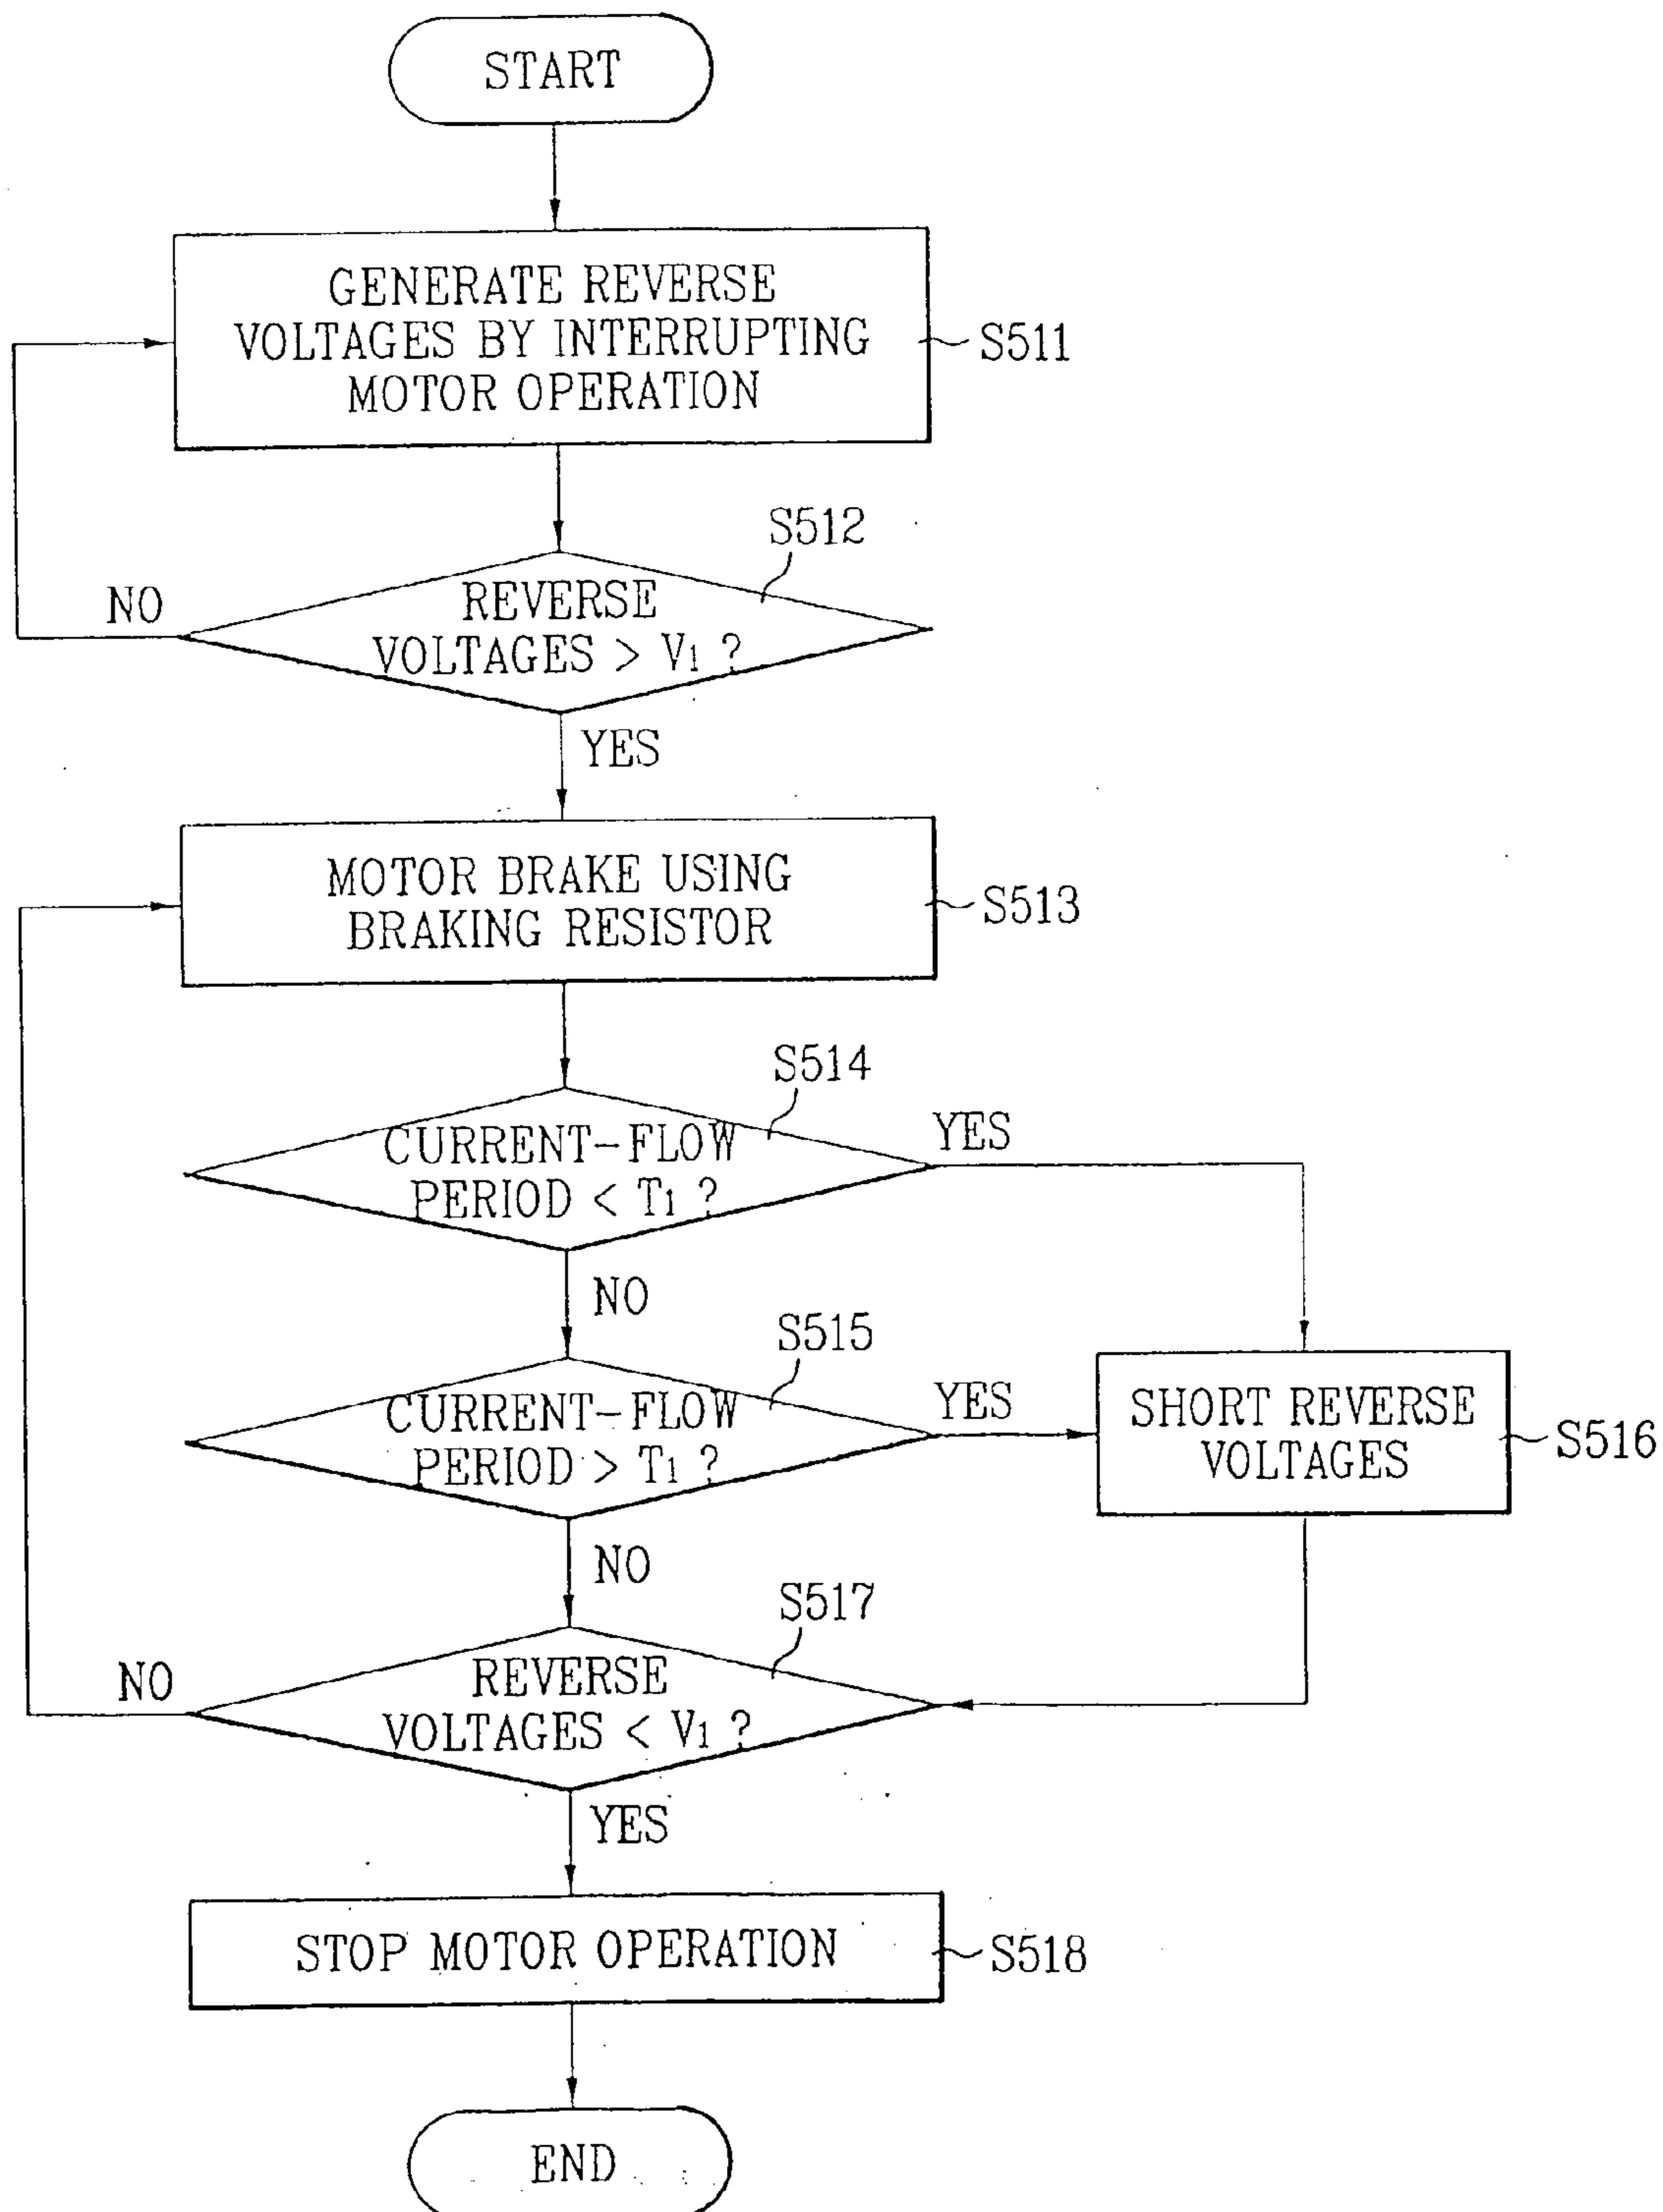 START
GENERATE REVERSE
VOLTAGES BY INTERRUPTING
MOTOR OPERATION
S511
S512
REVERSE
VOLTAGES > V1 ?
NO
YES
MOTOR BRAKE USING
BRAKING RESISTOR
S513
S514
CURRENT-FLOW
PERIOD < T1 ?
YES
NO
S515
CURRENT-FLOW
PERIOD > T1 ?
YES
SHORT REVERSE
VOLTAGES
S516
NO
S517
REVERSE
VOLTAGES < V1 ?
NO
YES
STOP MOTOR OPERATION
S518
END